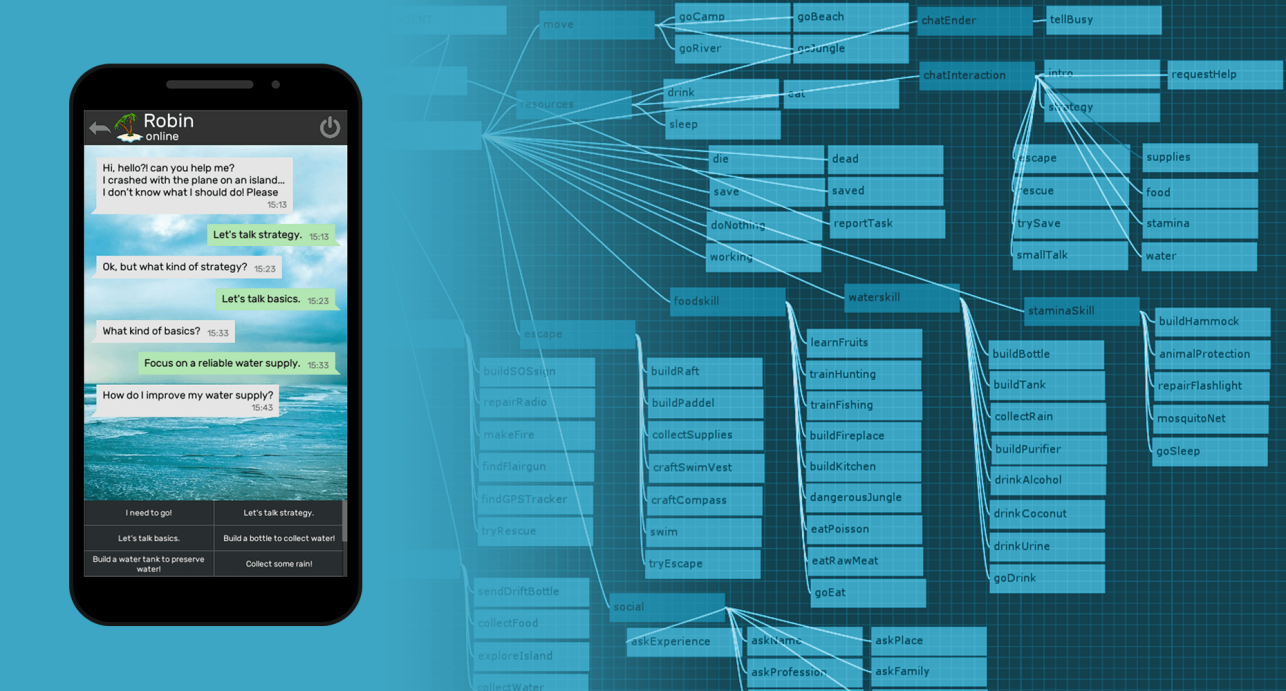 Robin
online
Hi, hello?! can you help me?
I crashed with the plane on an island...
I don't know what I should do! Please
15:13
Let's talk strategy. 15:13
Ok, but what kind of strategy? 15:23
Let's talk basics. 15:23
What kind of basics? 15:33
Focus on a reliable water supply. 15:33
How do I improve my water supply?
15:43
I need to go!
Let's talk strategy.
Let's talk basics.
Build a bottle to collect water!
Build a water tank to preserve
water!
Collect some rain!
move
goCamp
goBeach
goRiver
goJungle
chatEnder
tellBusy
resources
drink
eat
sleep
chatInteraction
intro
requestHelp
strategy
die
dead
save
saved
doNothing
reportTask
working
escape
supplies
rescue
food
trySave
stamina
smallTalk
water
foodskill
waterskill
staminaSkill
escape
buildSOSsign
repairRadio
makeFire
findFlairgun
findGPSTracker
tryRescue
buildRaft
buildPaddel
collectSupplies
craftSwimVest
craftCompass
swim
tryEscape
learnFruits
trainHunting
trainFishing
buildFireplace
buildKitchen
dangerousJungle
eatPoisson
eatRawMeat
goEat
buildBottle
buildTank
collectRain
buildPurifier
drinkAlcohol
drinkCoconut
drinkUrine
goDrink
buildHammock
animalProtection
repairFlashlight
mosquitoNet
goSleep
sendDriftBottle
collectFood
exploreIsland
collectWater
social
askExperience
askName
askPlace
askProfession
askFamily